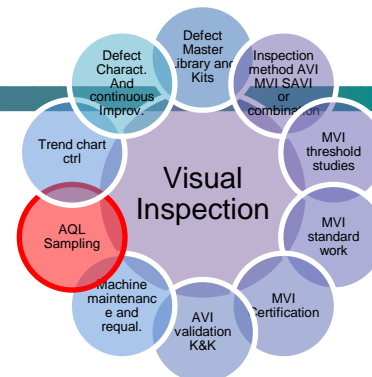 Defect
Master
Library and
Kits
Inspection
method AVI
MVI SAVI
or
combination
MVI
threshold
studies
MVI
standard
work
MVI
Certification
AVI
validation
K&K
Machine
maintenanc
e and
requal.
AQL
Sampling
Trend chart
ctrl
Defect
Charact.
And
continuous
Improv.
Visual
Inspection